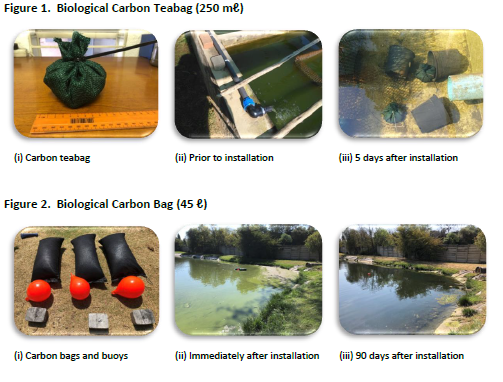 Figure 1.  Biological Carbon Teabag (250 mℓ)
(i) Carbon teabag
(ii) Prior to installation
(iii) 5 days after installation
Figure 2.  Biological Carbon Bag (45 ℓ)
(i) Carbon bags and buoys
(ii) Immediately after installation
(iii) 90 days after installation